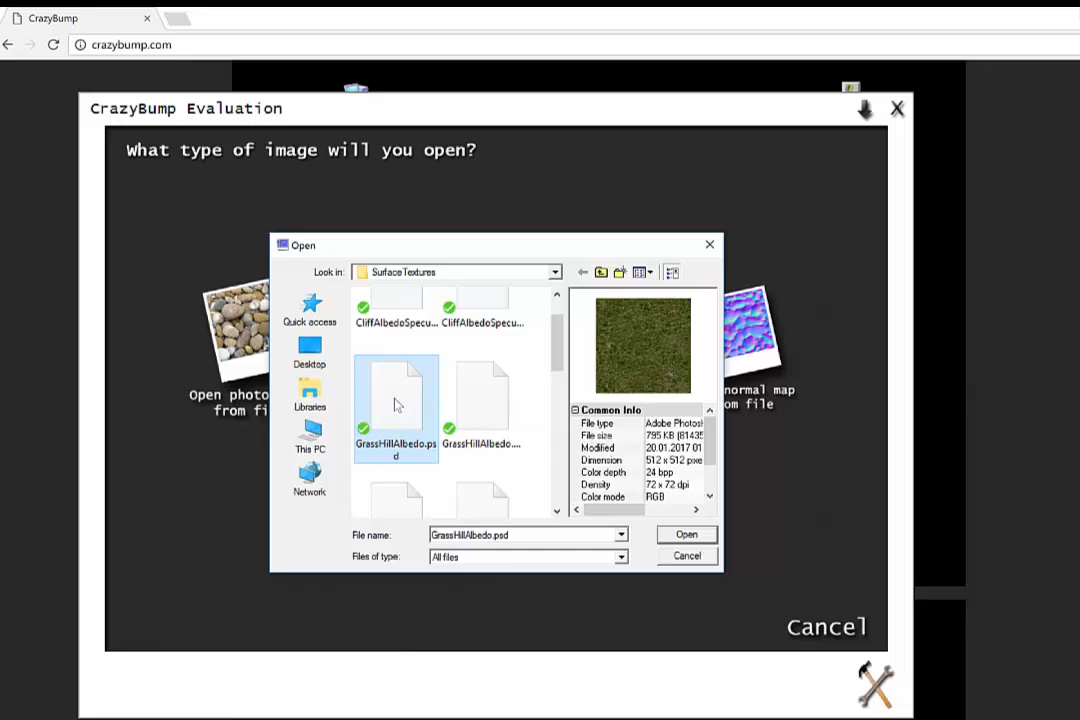 CrazyBump
crazybump.com
CrazyBump Evaluation
X
What type of image will you open?
Open
Look in:
SurfaceTextures
Quick access
Desktop
Libraries
This PC
Network
CliffAlbedoSpecu...
CliffAlbedoSpecu...
GrassHillAlbedo.ps
d
GrassHillAlbedo....
Common Info
File type
Adobe Photosh
File size
795 KB [81435
Modified
20.01.2017 01
Dimension
512 x 512 pixe
Color depth
24 bpp
Density
72 x 72 dpi
Color mode
RGB
File name:
GrassHillAlbedo.psd
Open
Files of type:
All files
Cancel
Open photo
from fi
normal map
om file
Cancel